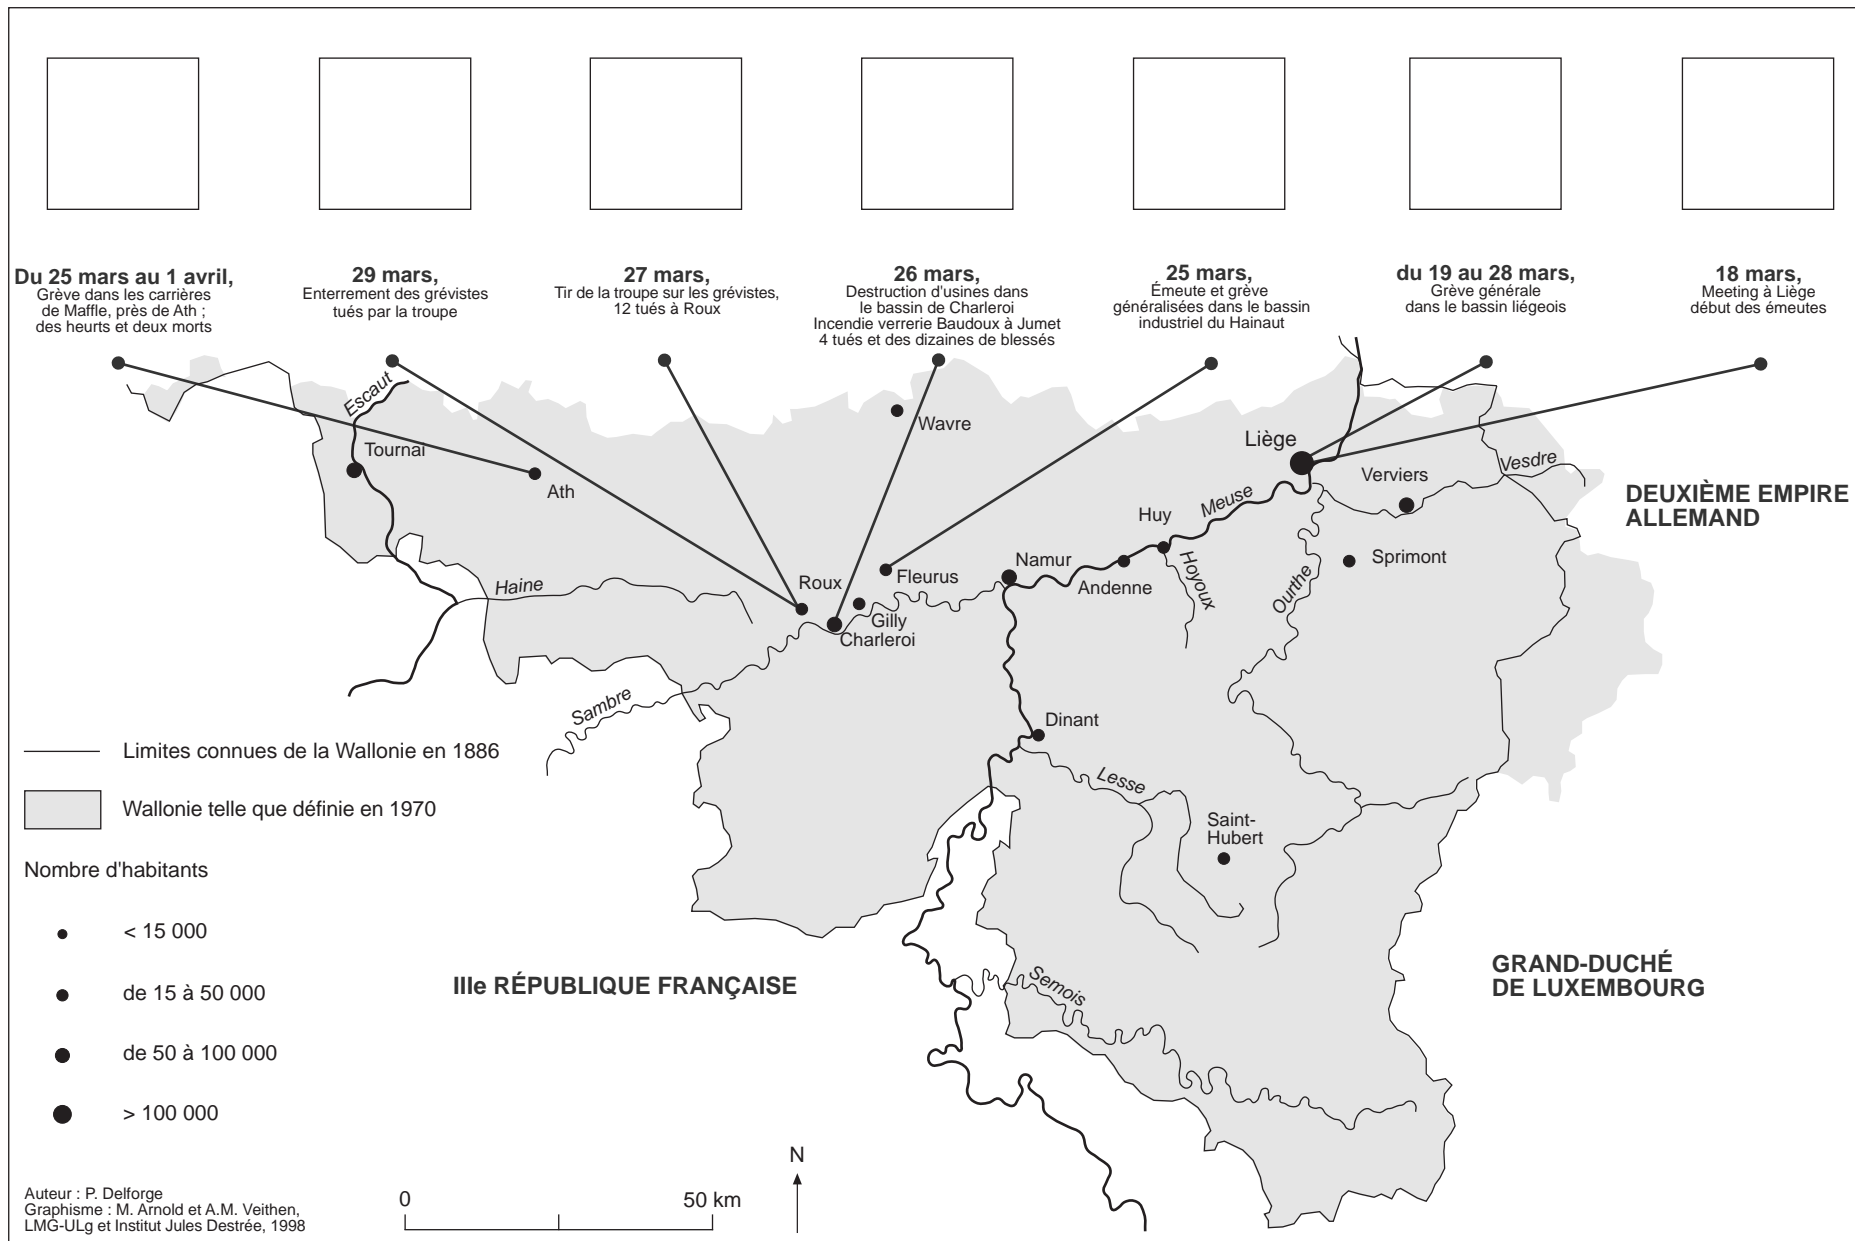 Du 25 mars au 1 avril,
Grève dans les carrières
de Maffle, près de Ath ;
des heurts et deux morts
29 mars,
Enterrement des grévistes
tués par la troupe
27 mars,
Tir de la troupe sur les grévistes,
12 tués à Roux
26 mars,
Destruction d'usines dans
le bassin de Charleroi
Incendie verrerie Baudoux à Jumet
4 tués et des dizaines de blessés
25 mars,
Émeute et grève
généralisées dans le bassin
industriel du Hainaut
du 19 au 28 mars,
Grève générale
dans le bassin liégeois
18 mars,
Meeting à Liège
début des émeutes
Escaut
Tournai
Ath
Wavre
Liège
Verviers
Vesdre
DEUXIÈME EMPIRE
ALLEMAND
Meuse
Huy
Hoyoux
Ourthe
Sprimont
Namur
Andenne
Fleurus
Roux
Gilly
Charleroi
Haine
Sambre
Dinant
Lesse
Saint-
Hubert
Semois
IIIe RÉPUBLIQUE FRANÇAISE
GRAND-DUCHÉ
DE LUXEMBOURG
Limites connues de la Wallonie en 1886
Wallonie telle que définie en 1970
Nombre d'habitants
< 15 000
de 15 à 50 000
de 50 à 100 000
> 100 000
Auteur : P. Delforge
Graphisme : M. Arnold et A.M. Veithen,
LMG-ULg et Institut Jules Destrée, 1998
0 50 km
N